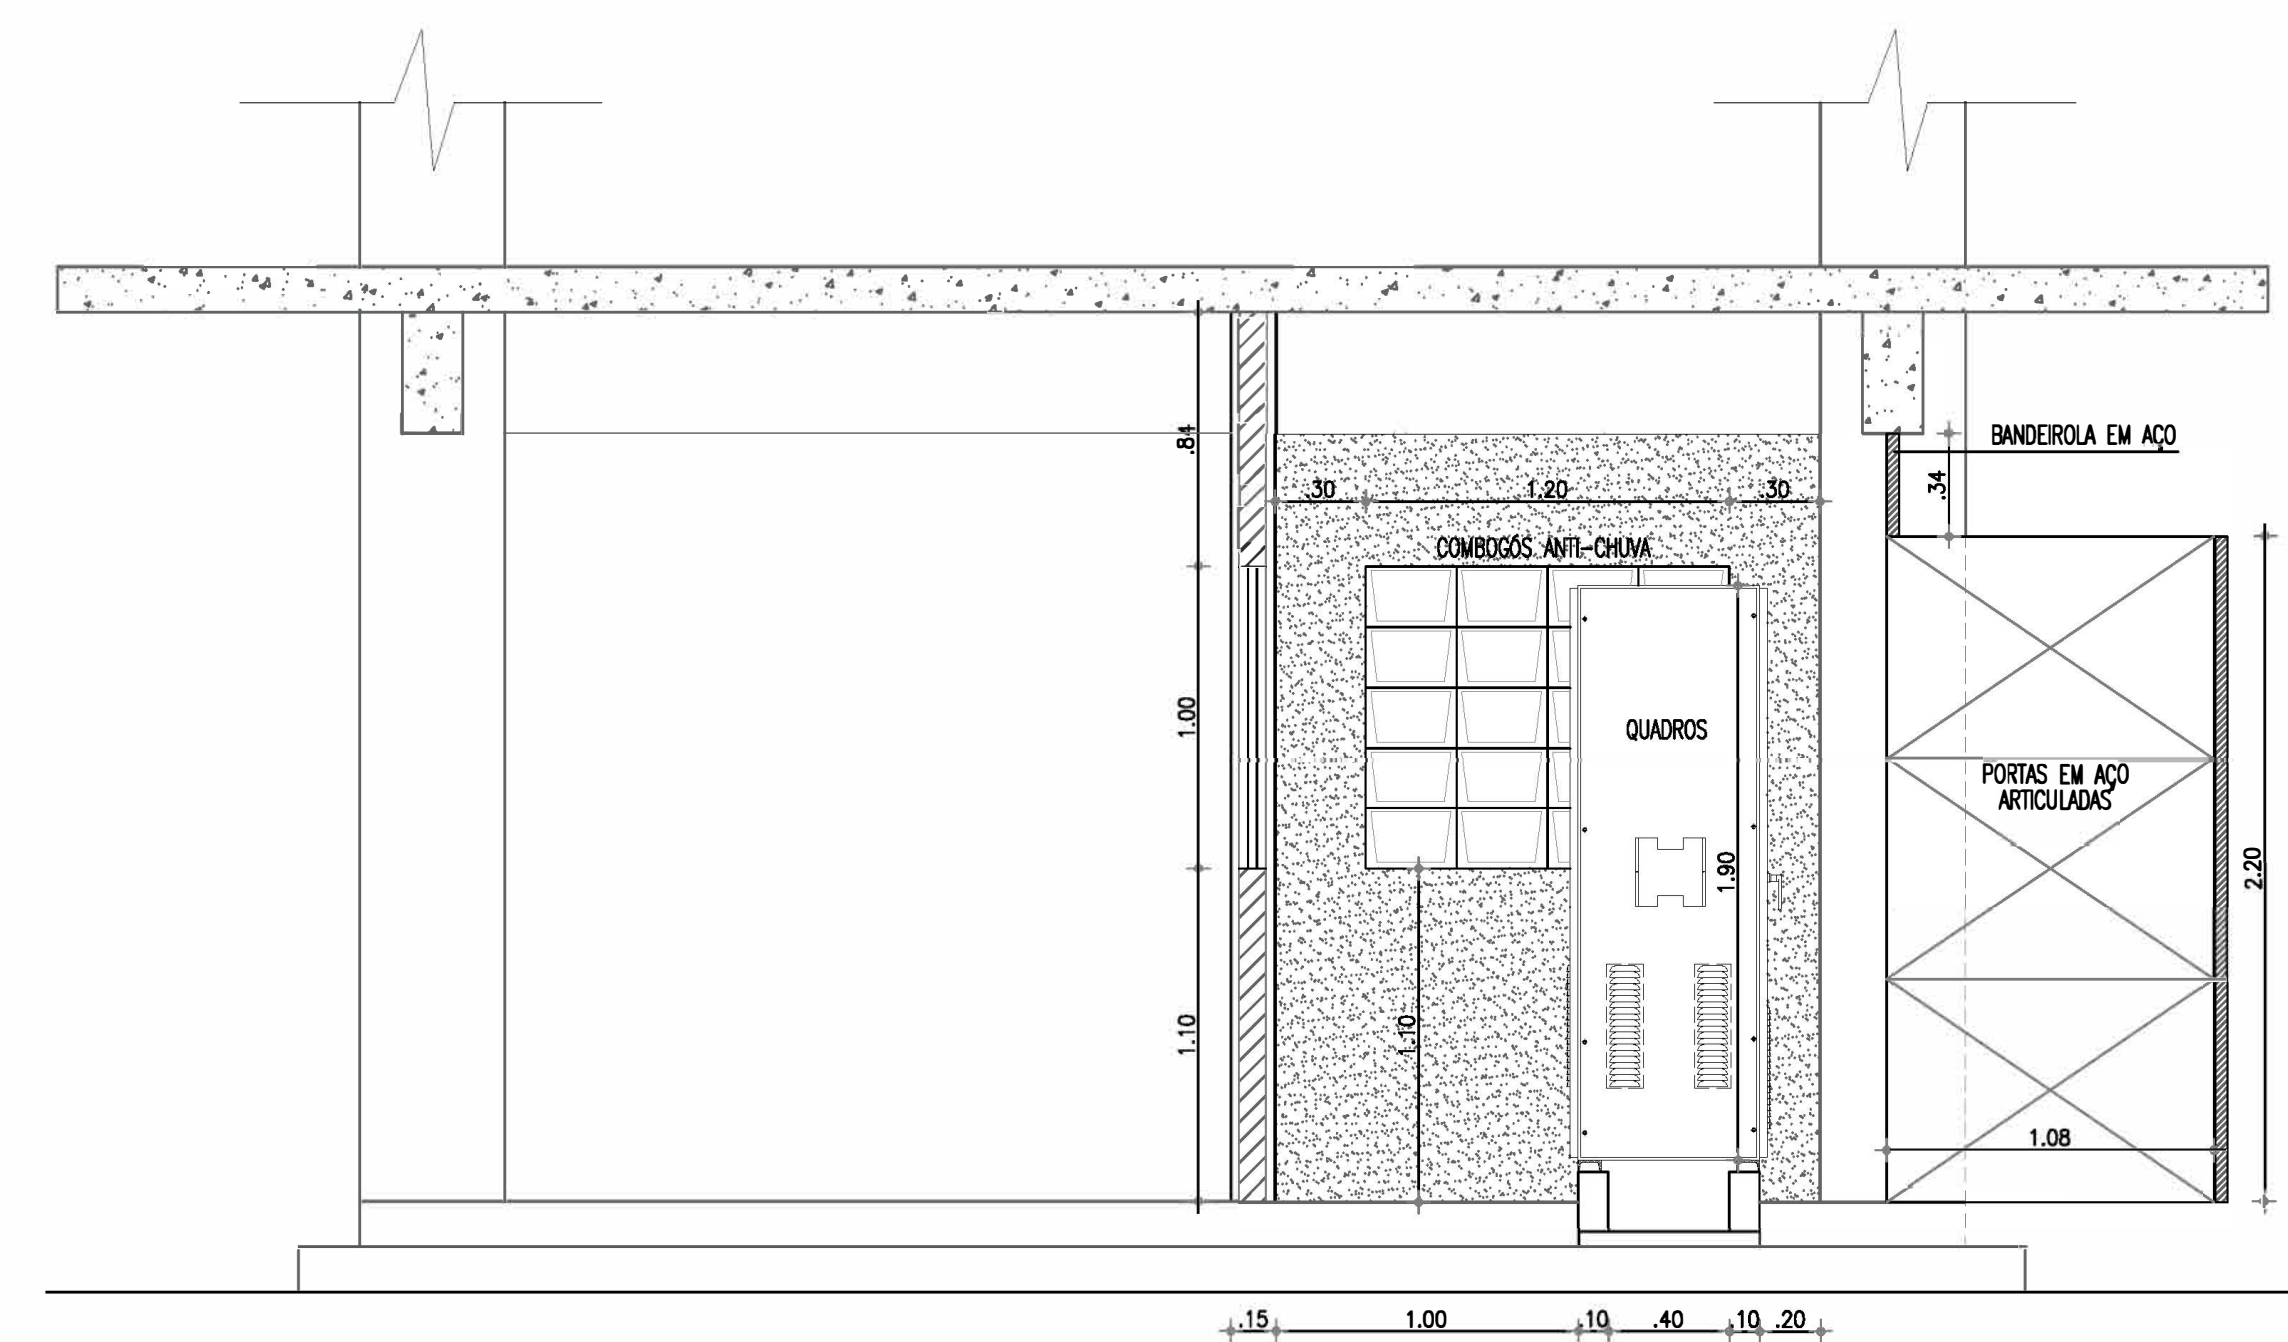 BANDEIROLA EM AÇO
.84
.34
.30 1.20 .30
COMBOGÓS ANTI-CHUVA
1.00
QUADROS
PORTAS EM AÇO
ARTICULADAS
1.90
2.20
1.10
1.10
1.08
.15 1.00 .10 .40 .10 .20